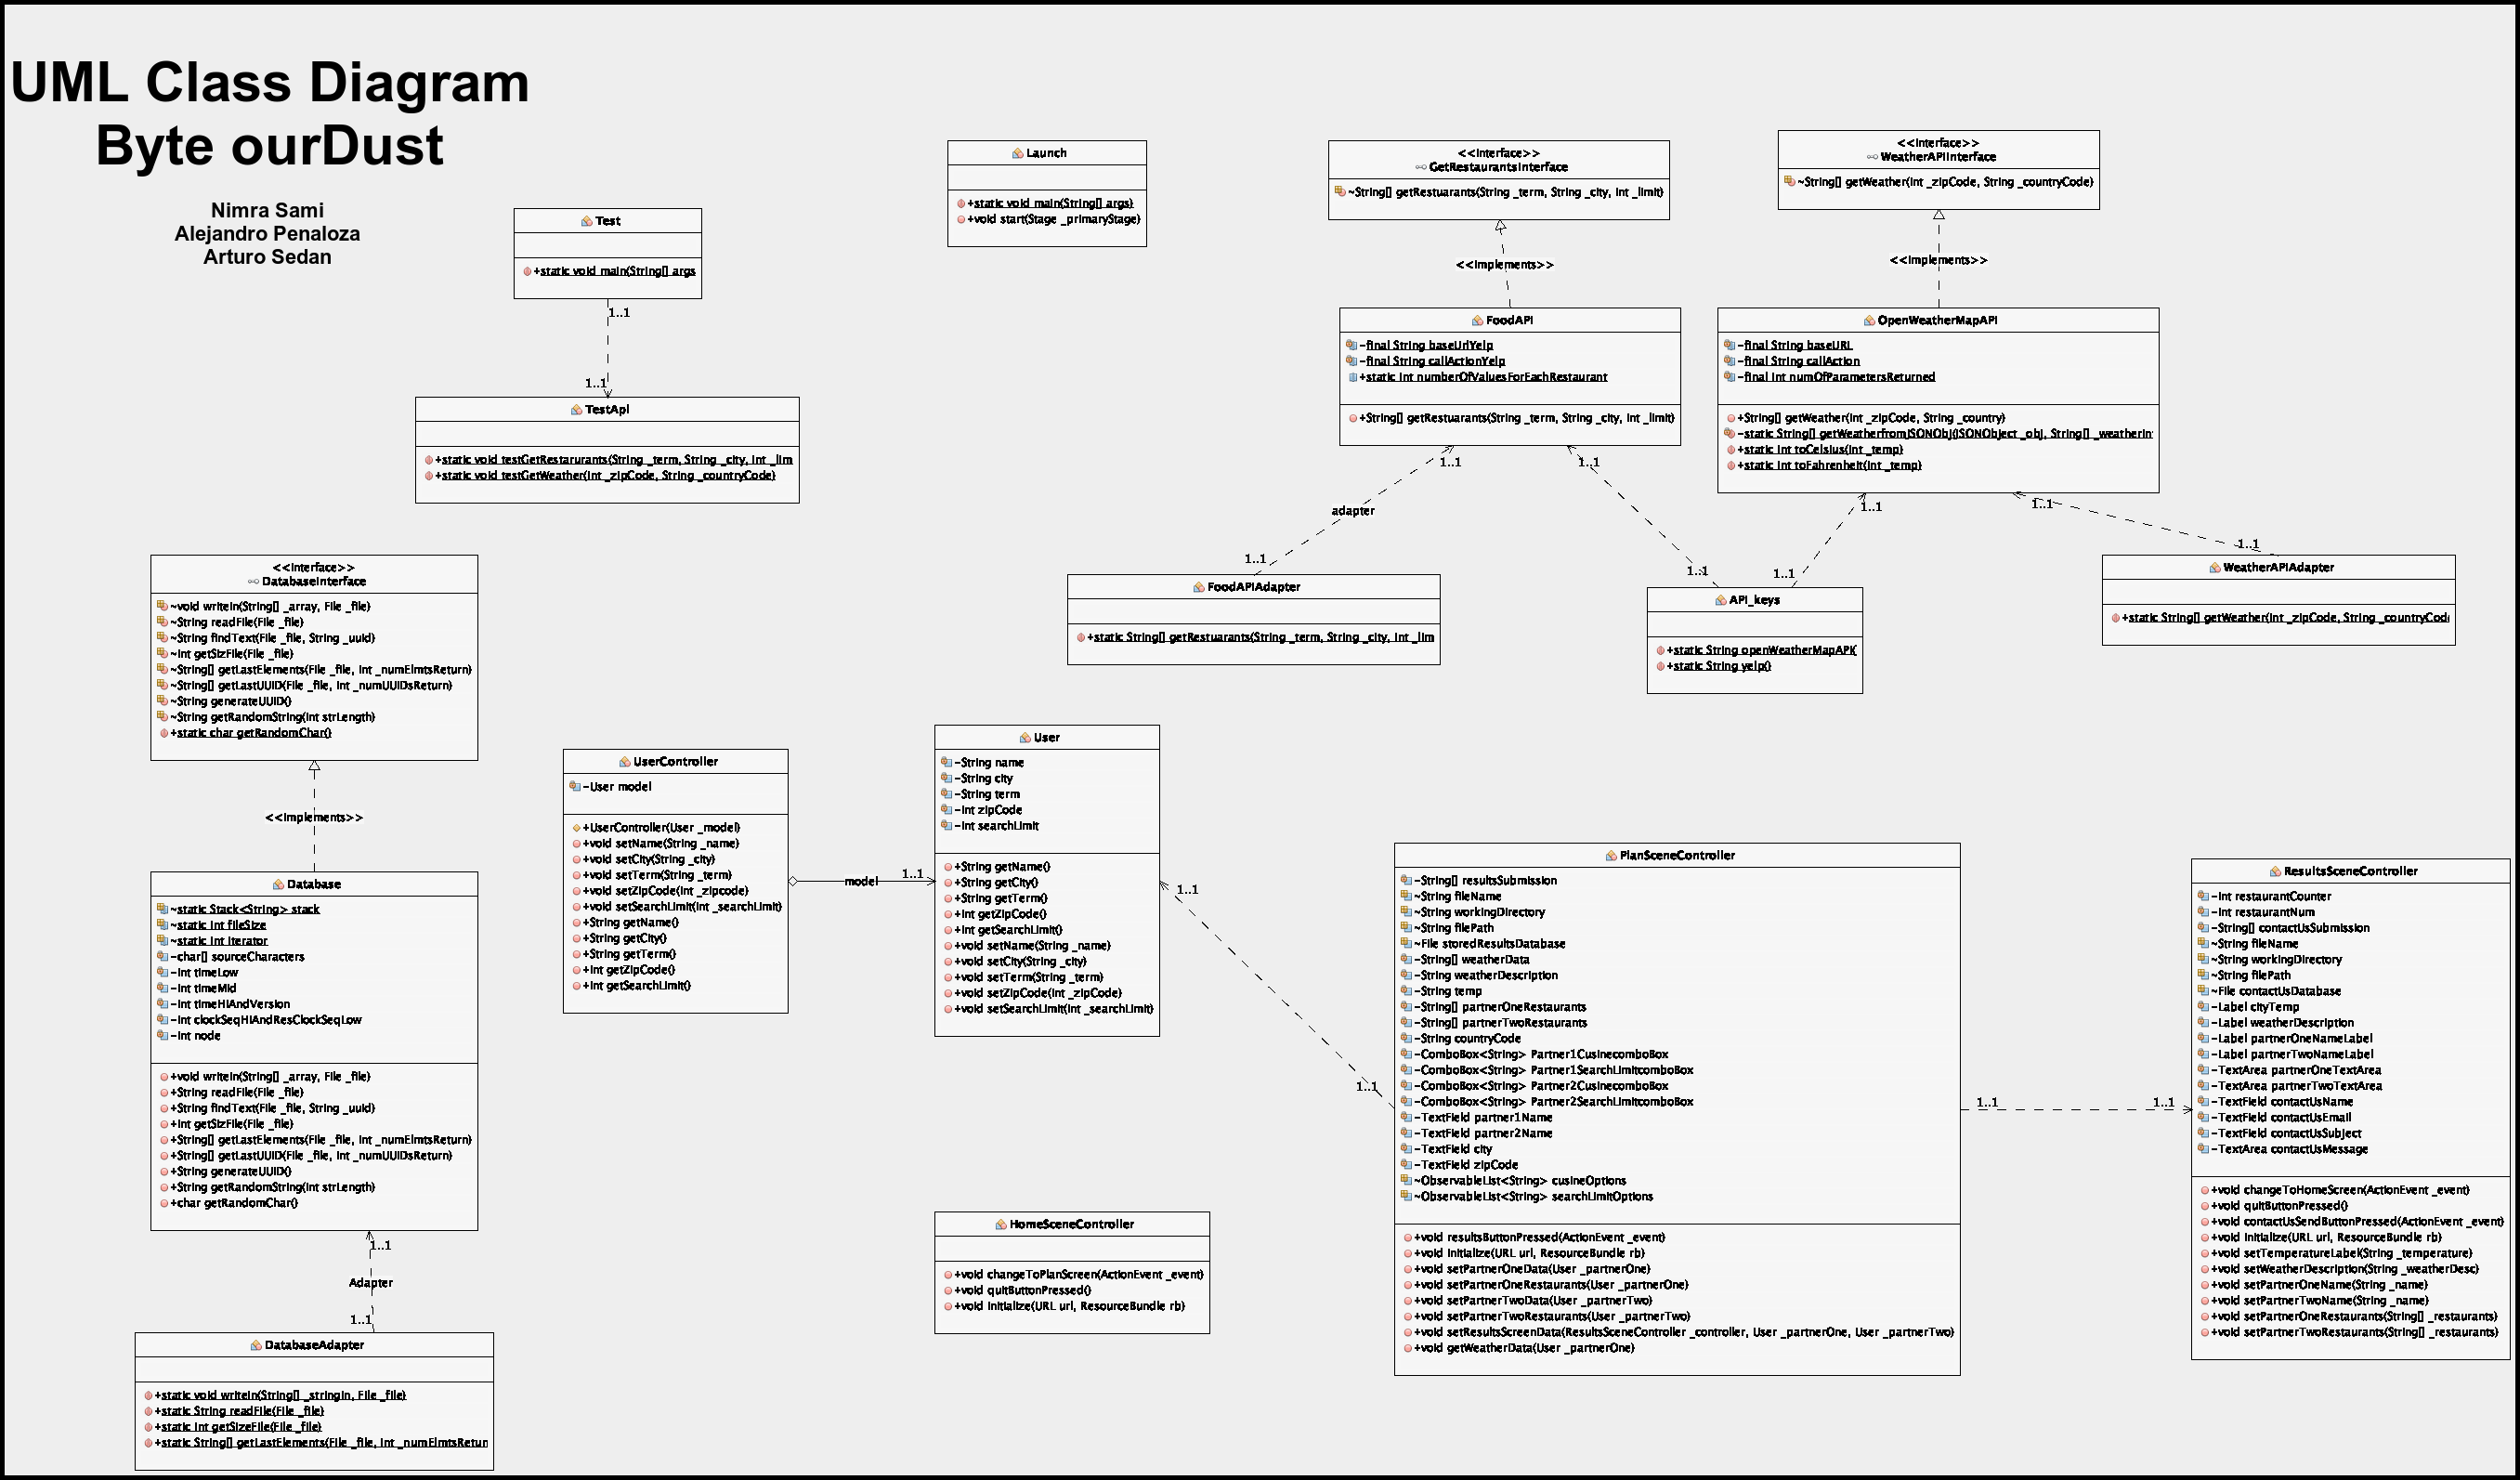 UML Class Diagram
Byte ourDust
Nimra Sami
Alejandro Penaloza
Arturo Sedan
Test
+static void main(String[] args
1..1
1..1
TestApi
+static void testGetRestarurants(String _term, String _city, int _lim
+static void testGetWeather(int _zipCode, String _countryCode)
Launch
+static void main(String[] args)
+void start(Stage _primaryStage)
<<interface>>
GetRestaurantsInterface
~String[] getRestuarants(String _term, String _city, int _limit)
<<implements>>
FoodAPI
-final String baseUrlYelp
-final String callActionYelp
+static int numberOfValuesForEachRestaurant
+String[] getRestuarants(String _term, String _city, int _limit)
1..1
1..1
adapter
1..1
FoodAPIAdapter
+static String[] getRestuarants(String _term, String _city, int _lim
<<interface>>
WeatherAPIInterface
~String[] getWeather(int _zipCode, String _countryCode)
<<implements>>
OpenWeatherMapAPI
-final String baseURL
-final String callAction
-final int numOfParametersReturned
+String[] getWeather(int _zipCode, String _country)
-static String[] getWeatherfromJSONObj(JSONObject _obj, String[] _weatherIn
+static int toCelsius(int _temp)
+static int toFahrenheit(int _temp)
1..1
1..1
1..1
1..1
1..1
API_keys
+static String openWeatherMapAPI(
+static String yelp()
WeatherAPIAdapter
+static String[] getWeather(int _zipCode, String _countryCod
<<interface>>
DatabaseInterface
~void writeIn(String[] _array, File _file)
~String readFile(File _file)
~String findText(File _file, String _uuid)
~int getSizFile(File _file)
~String[] getLastElements(File _file, int _numElmtsReturn)
~String[] getLastUUID(File _file, int _numUUIDsReturn)
~String generateUUID()
~String getRandomString(int strLength)
+static char getRandomChar()
<<implements>>
Database
~static Stack<String> stack
~static int fileSize
~static int iterator
-char[] sourceCharacters
-int timeLow
-int timeMid
-int timeHiAndVersion
-int clockSeqHiAndResClockSeqLow
-int node
+void writeIn(String[] _array, File _file)
+String readFile(File _file)
+String findText(File _file, String _uuid)
+int getSizFile(File _file)
+String[] getLastElements(File _file, int _numElmtsReturn)
+String[] getLastUUID(File _file, int _numUUIDsReturn)
+String generateUUID()
+String getRandomString(int strLength)
+char getRandomChar()
1..1
Adapter
1..1
DatabaseAdapter
+static void writeIn(String[] _stringIn, File _file)
+static String readFile(File _file)
+static int getSizeFile(File _file)
+static String[] getLastElements(File _file, int _numElmtsRetur
UserController
-User model
+UserController(User _model)
+void setName(String _name)
+void setCity(String _city)
+void setTerm(String _term)
+void setZipCode(int _zipcode)
+void setSearchLimit(int _searchLimit)
+String getName()
+String getCity()
+String getTerm()
+int getZipCode()
+int getSearchLimit()
model
1..1
User
-String name
-String city
-String term
-int zipCode
-int searchLimit
+String getName()
+String getCity()
+String getTerm()
+int getZipCode()
+int getSearchLimit()
+void setName(String _name)
+void setCity(String _city)
+void setTerm(String _term)
+void setZipCode(int _zipCode)
+void setSearchLimit(int _searchLimit)
1..1
1..1
HomeSceneController
+void changeToPlanScreen(ActionEvent _event)
+void quitButtonPressed()
+void initialize(URL url, ResourceBundle rb)
PlanSceneController
-String[] resultsSubmission
~String fileName
~String workingDirectory
~String filePath
~File storedResultsDatabase
-String[] weatherData
-String weatherDescription
-String temp
-String[] partnerOneRestaurants
-String[] partnerTwoRestaurants
-String countryCode
-ComboBox<String> Partner1CusinecomboBox
-ComboBox<String> Partner1SearchLimitcomboBox
-ComboBox<String> Partner2CusinecomboBox
-ComboBox<String> Partner2SearchLimitcomboBox
-TextField partner1Name
-TextField partner2Name
-TextField city
-TextField zipCode
~ObservableList<String> cusineOptions
~ObservableList<String> searchLimitOptions
+void resultsButtonPressed(ActionEvent _event)
+void initialize(URL url, ResourceBundle rb)
+void setPartnerOneData(User _partnerOne)
+void setPartnerOneRestaurants(User _partnerOne)
+void setPartnerTwoData(User _partnerTwo)
+void setPartnerTwoRestaurants(User _partnerTwo)
+void setResultsScreenData(ResultsSceneController _controller, User _partnerOne, User _partnerTwo)
+void getWeatherData(User _partnerOne)
1..1
1..1
ResultsSceneController
-int restaurantCounter
-int restaurantNum
-String[] contactUsSubmission
~String fileName
~String workingDirectory
~String filePath
~File contactUsDatabase
-Label cityTemp
-Label weatherDescription
-Label partnerOneNameLabel
-Label partnerTwoNameLabel
-TextArea partnerOneTextArea
-TextArea partnerTwoTextArea
-TextField contactUsName
-TextField contactUsEmail
-TextField contactUsSubject
-TextArea contactUsMessage
+void changeToHomeScreen(ActionEvent _event)
+void quitButtonPressed()
+void contactUsSendButtonPressed(ActionEvent _event)
+void initialize(URL url, ResourceBundle rb)
+void setTemperatureLabel(String _temperature)
+void setWeatherDescription(String _weatherDesc)
+void setPartnerOneName(String _name)
+void setPartnerTwoName(String _name)
+void setPartnerOneRestaurants(String[] _restaurants)
+void setPartnerTwoRestaurants(String[] _restaurants)